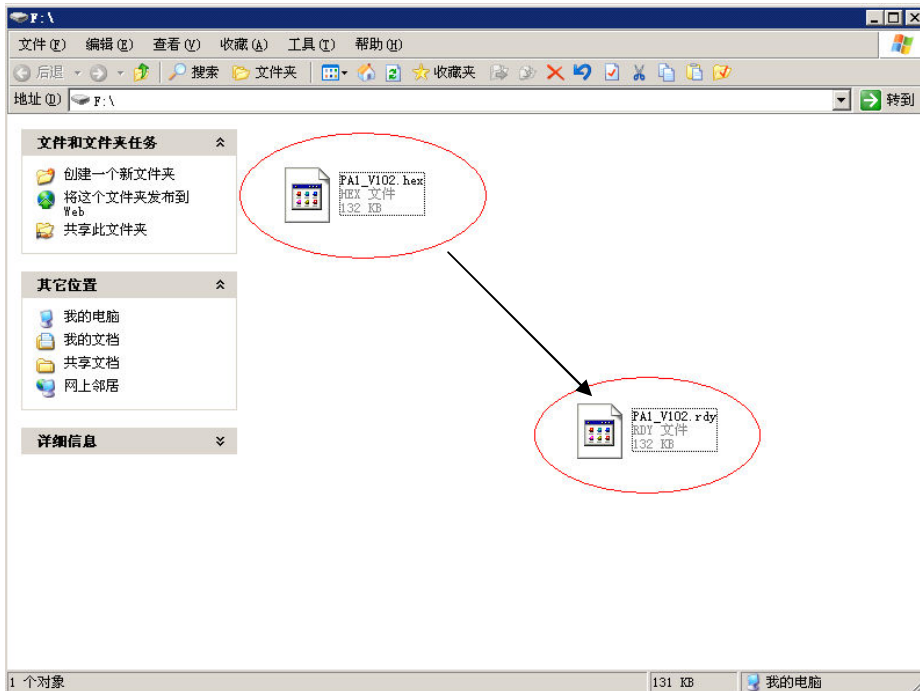 F:\
文件(F) 编辑(E) 查看(V) 收藏(A) 工具(T) 帮助(H)
后退 搜索 文件夹 收藏夹
地址(D) F:\ 转到
文件和文件夹任务
创建一个新文件夹
将这个文件夹发布到
Web
共享此文件夹
PA1_V102.hex
HEX 文件
132 KB
其它位置
我的电脑
我的文档
共享文档
网上邻居
PA1_V102.rdy
RDY 文件
132 KB
详细信息
1 个对象 131 KB 我的电脑